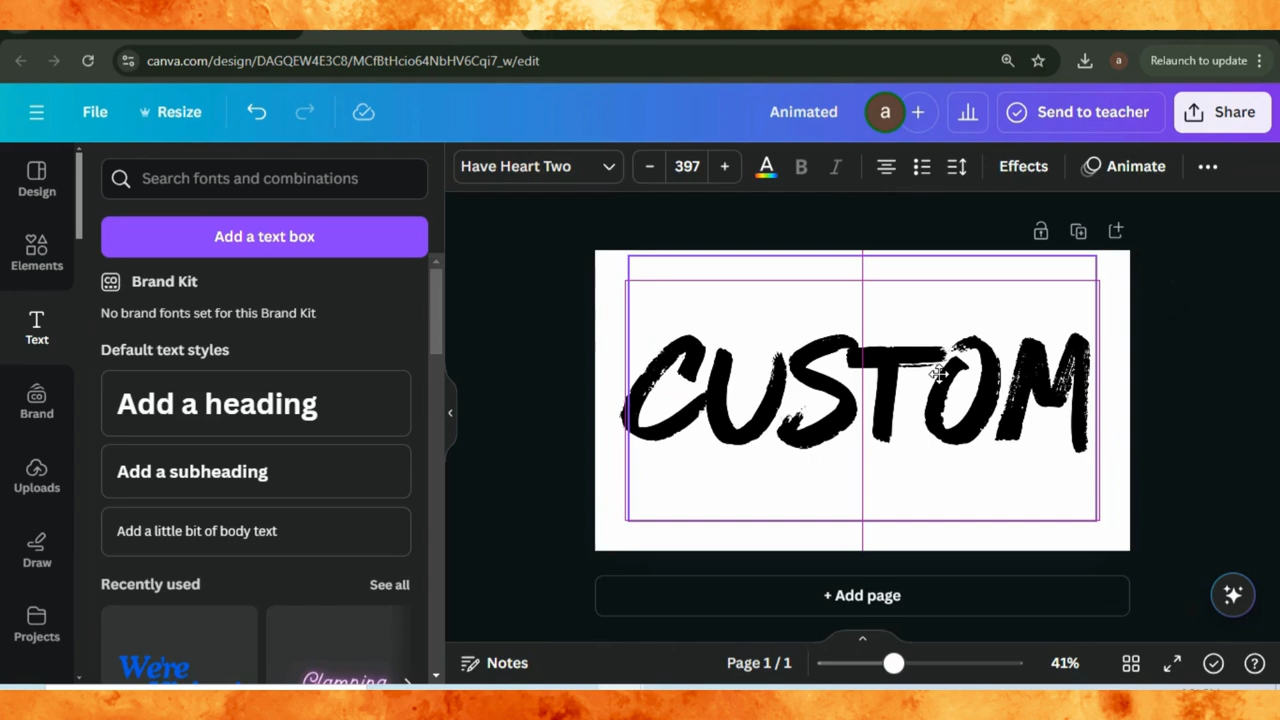 canva.com/design/DAGQEW4E3C8/MCfBtHcio64NbHV6Cqi7_w/edit
a
Relaunch to update
File
Resize
Animated
a
Send to teacher
Share
Design
Elements
Text
Brand
Uploads
Draw
Projects
Search fonts and combinations
Add a text box
CO
Brand Kit
No brand fonts set for this Brand Kit
Default text styles
Add a heading
Add a subheading
Add a little bit of body text
Recently used
See all
We're
Clamping
Have Heart Two
− 397 +
A
B
I
Effects
Animate
CUSTOM
+ Add page
Notes
Page 1 / 1
41%